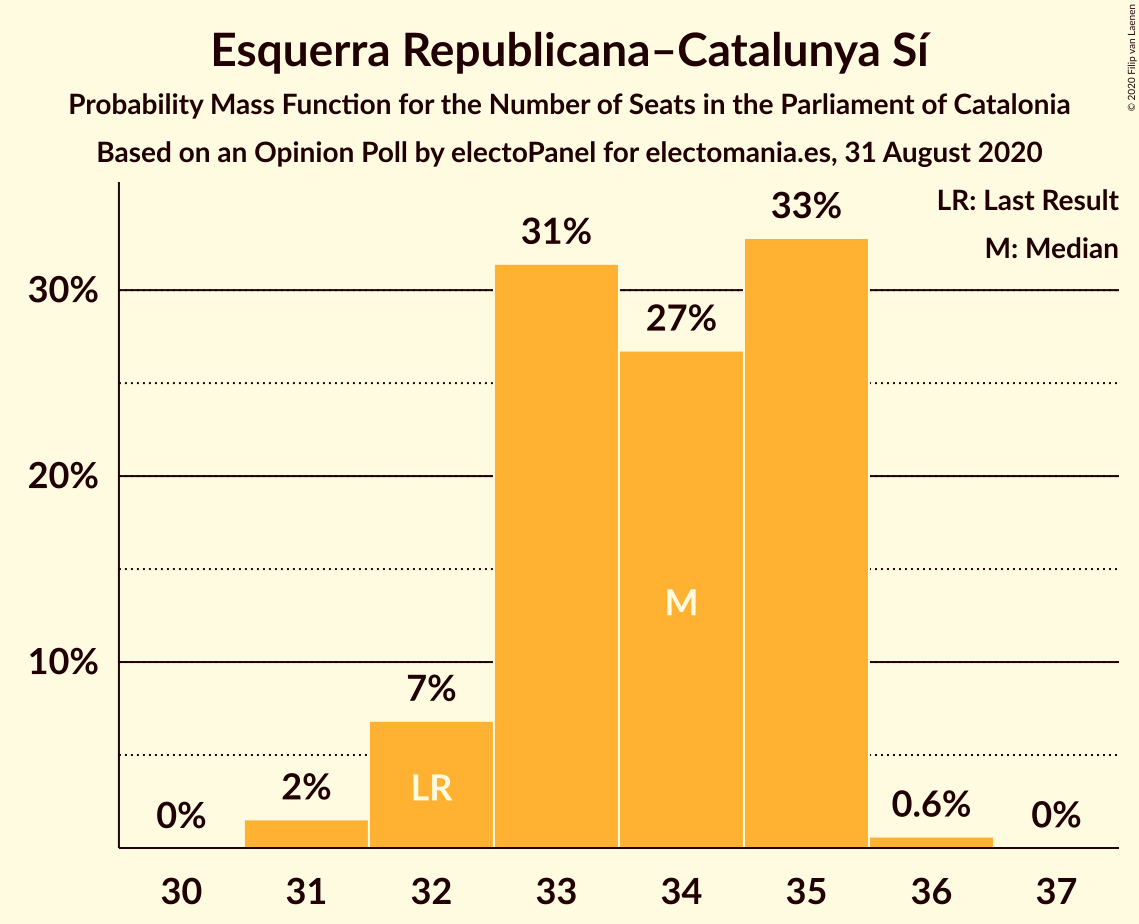 Esquerra Republicana–Catalunya Sí
Probability Mass Function for the Number of Seats in the Parliament of Catalonia
Based on an Opinion Poll by electoPanel for electomania.es, 31 August 2020
© 2020 Filip van Laenen
LR: Last Result
M: Median
30%
20%
10%
0%
2%
7%
31%
27%
33%
0.6%
0%
LR
M
30 31 32 33 34 35 36 37